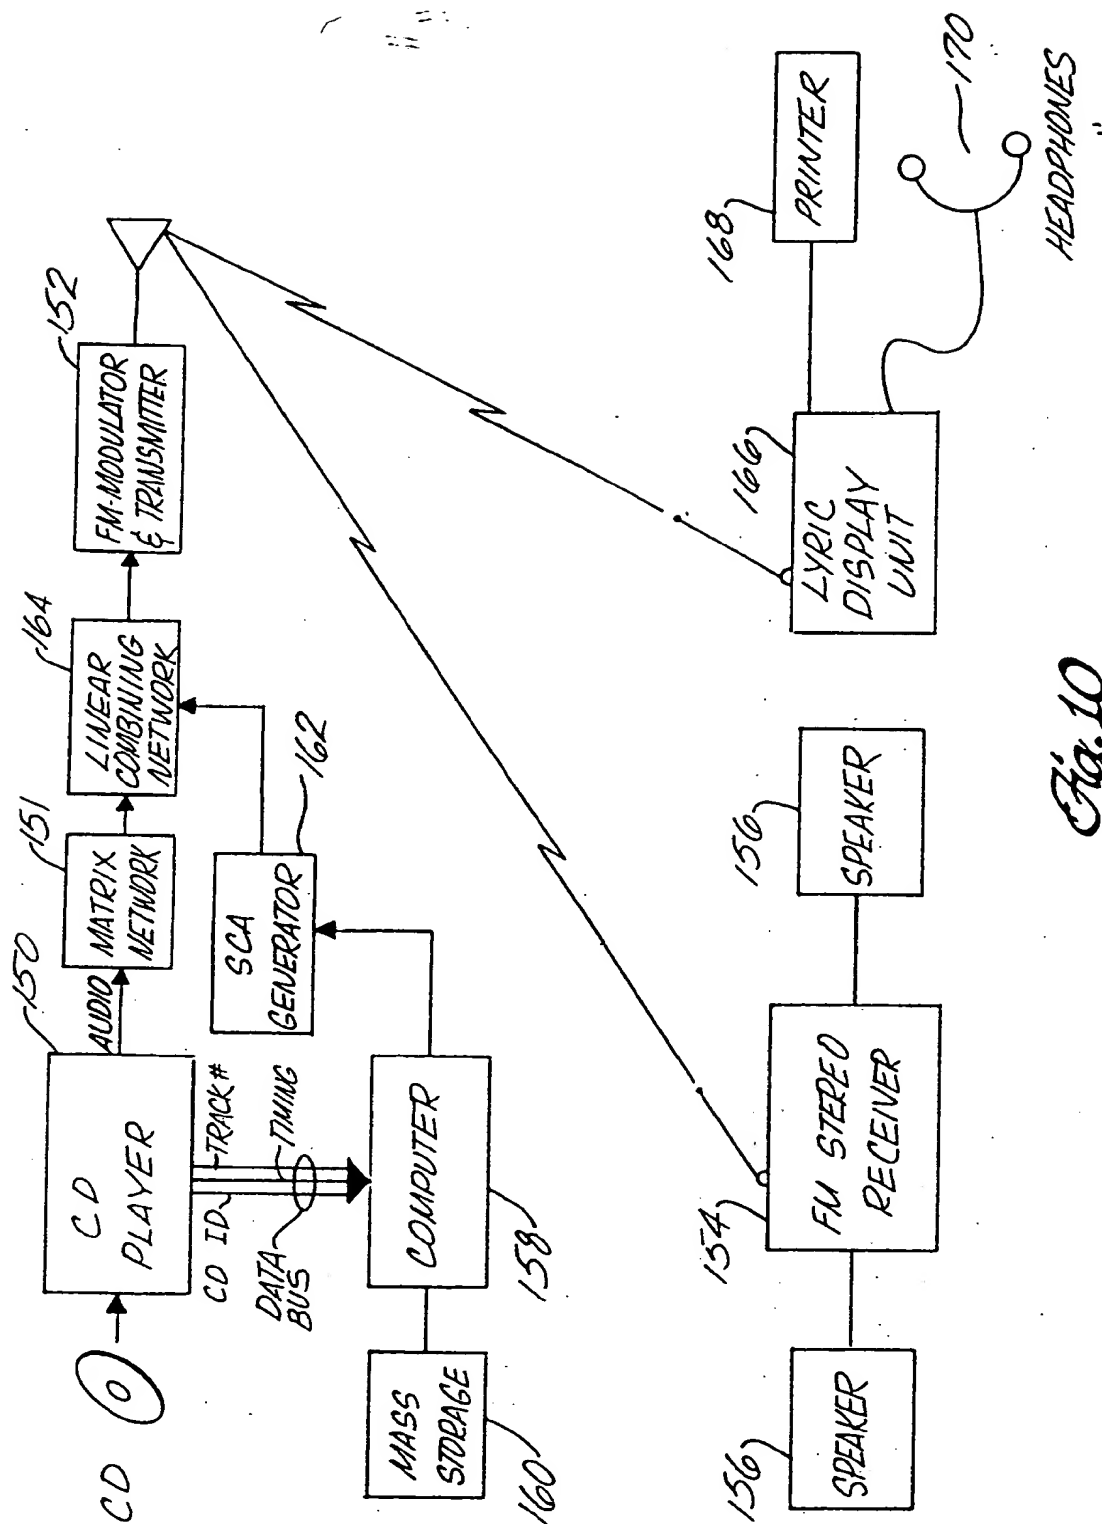 CD
CD
PLAYER
150
AUDIO
MATRIX
NETWORK
151
LINEAR
COMBINING
NETWORK
164
FM-MODULATOR
& TRANSMITTER
152
CD ID
TRACK#
TIMING
DATA
BUS
SCA
GENERATOR
162
MASS
STORAGE
160
COMPUTER
158
SPEAKER
156
FM STEREO
RECEIVER
154
SPEAKER
156
LYRIC
DISPLAY
UNIT
166
PRINTER
168
170
HEADPHONES
Fig. 10